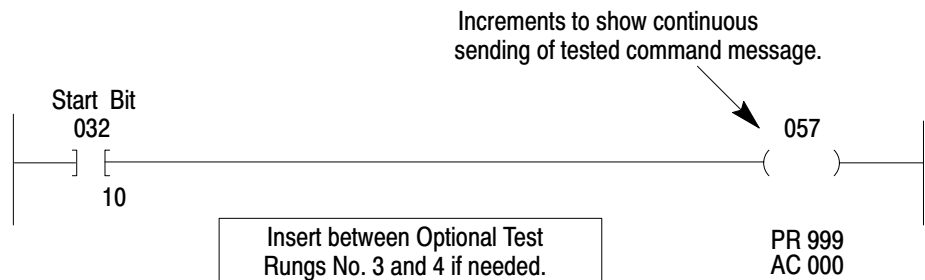 Increments to show continuous
sending of tested command message.
Start Bit
032
057
10
Insert between Optional Test
Rungs No. 3 and 4 if needed.
PR 999
AC 000